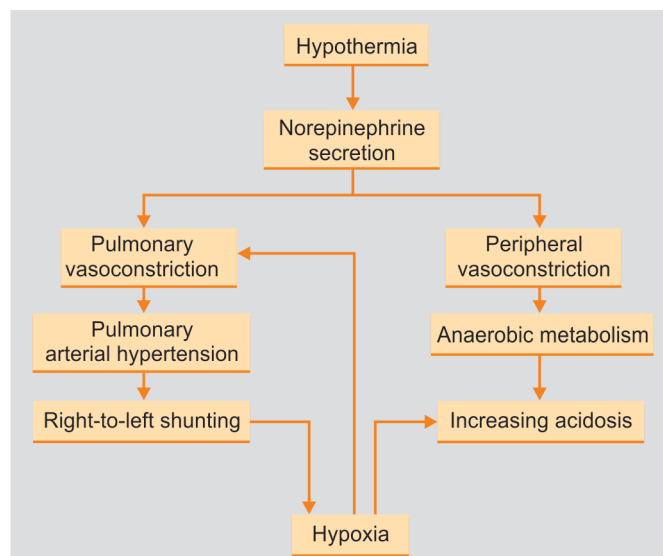 Hypothermia
Norepinephrine
secretion
Pulmonary
vasoconstriction
Peripheral
vasoconstriction
Pulmonary
arterial hypertension
Anaerobic metabolism
Right-to-left shunting
Increasing acidosis
Hypoxia